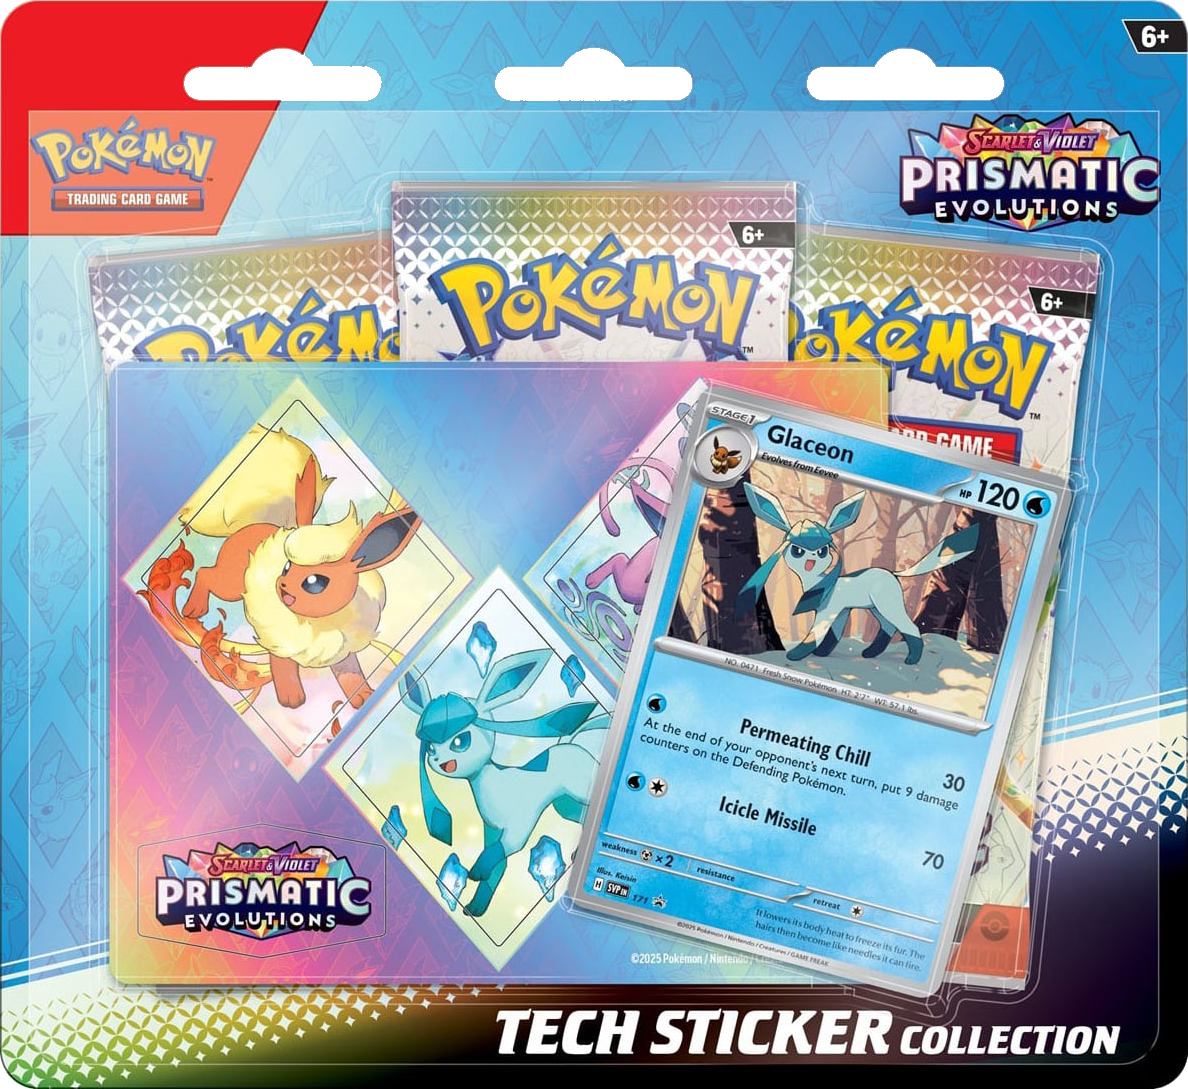 6+
POKéMON
TRADING CARD GAME
SCARLET & VIOLET
PRISMATIC
EVOLUTIONS
6+
POKéMON
TM
6+
POKéMON
TM
CARD GAME
STAGE 1
Glaceon
Evolves from Eevee
HP 120
NO. 0471 Fresh Snow Pokémon HT: 2'7" WT: 57.1 lbs.
Permeating Chill 30
At the end of your opponent's next turn, put 9 damage
counters on the Defending Pokémon.
Icicle Missile 70
weakness ×2 resistance retreat
Illus. Keisin
H SVP EN 171
It lowers its body heat to freeze its fur. The
hairs then become like needles it can fire.
©2025 Pokémon / Nintendo / Creatures / GAME FREAK
SCARLET & VIOLET
PRISMATIC
EVOLUTIONS
©2025 Pokémon / Nintendo /
TECH STICKER COLLECTION